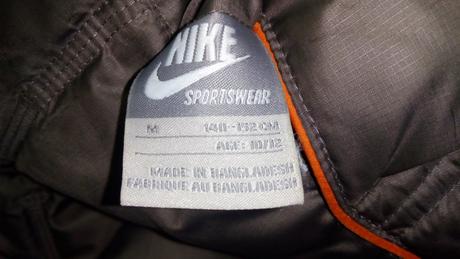 NIKE
SPORTSWEAR
M 140-152 CM
AGE: 10/12
MADE IN BANGLADESH
FABRIQUE AU BANGLADESH